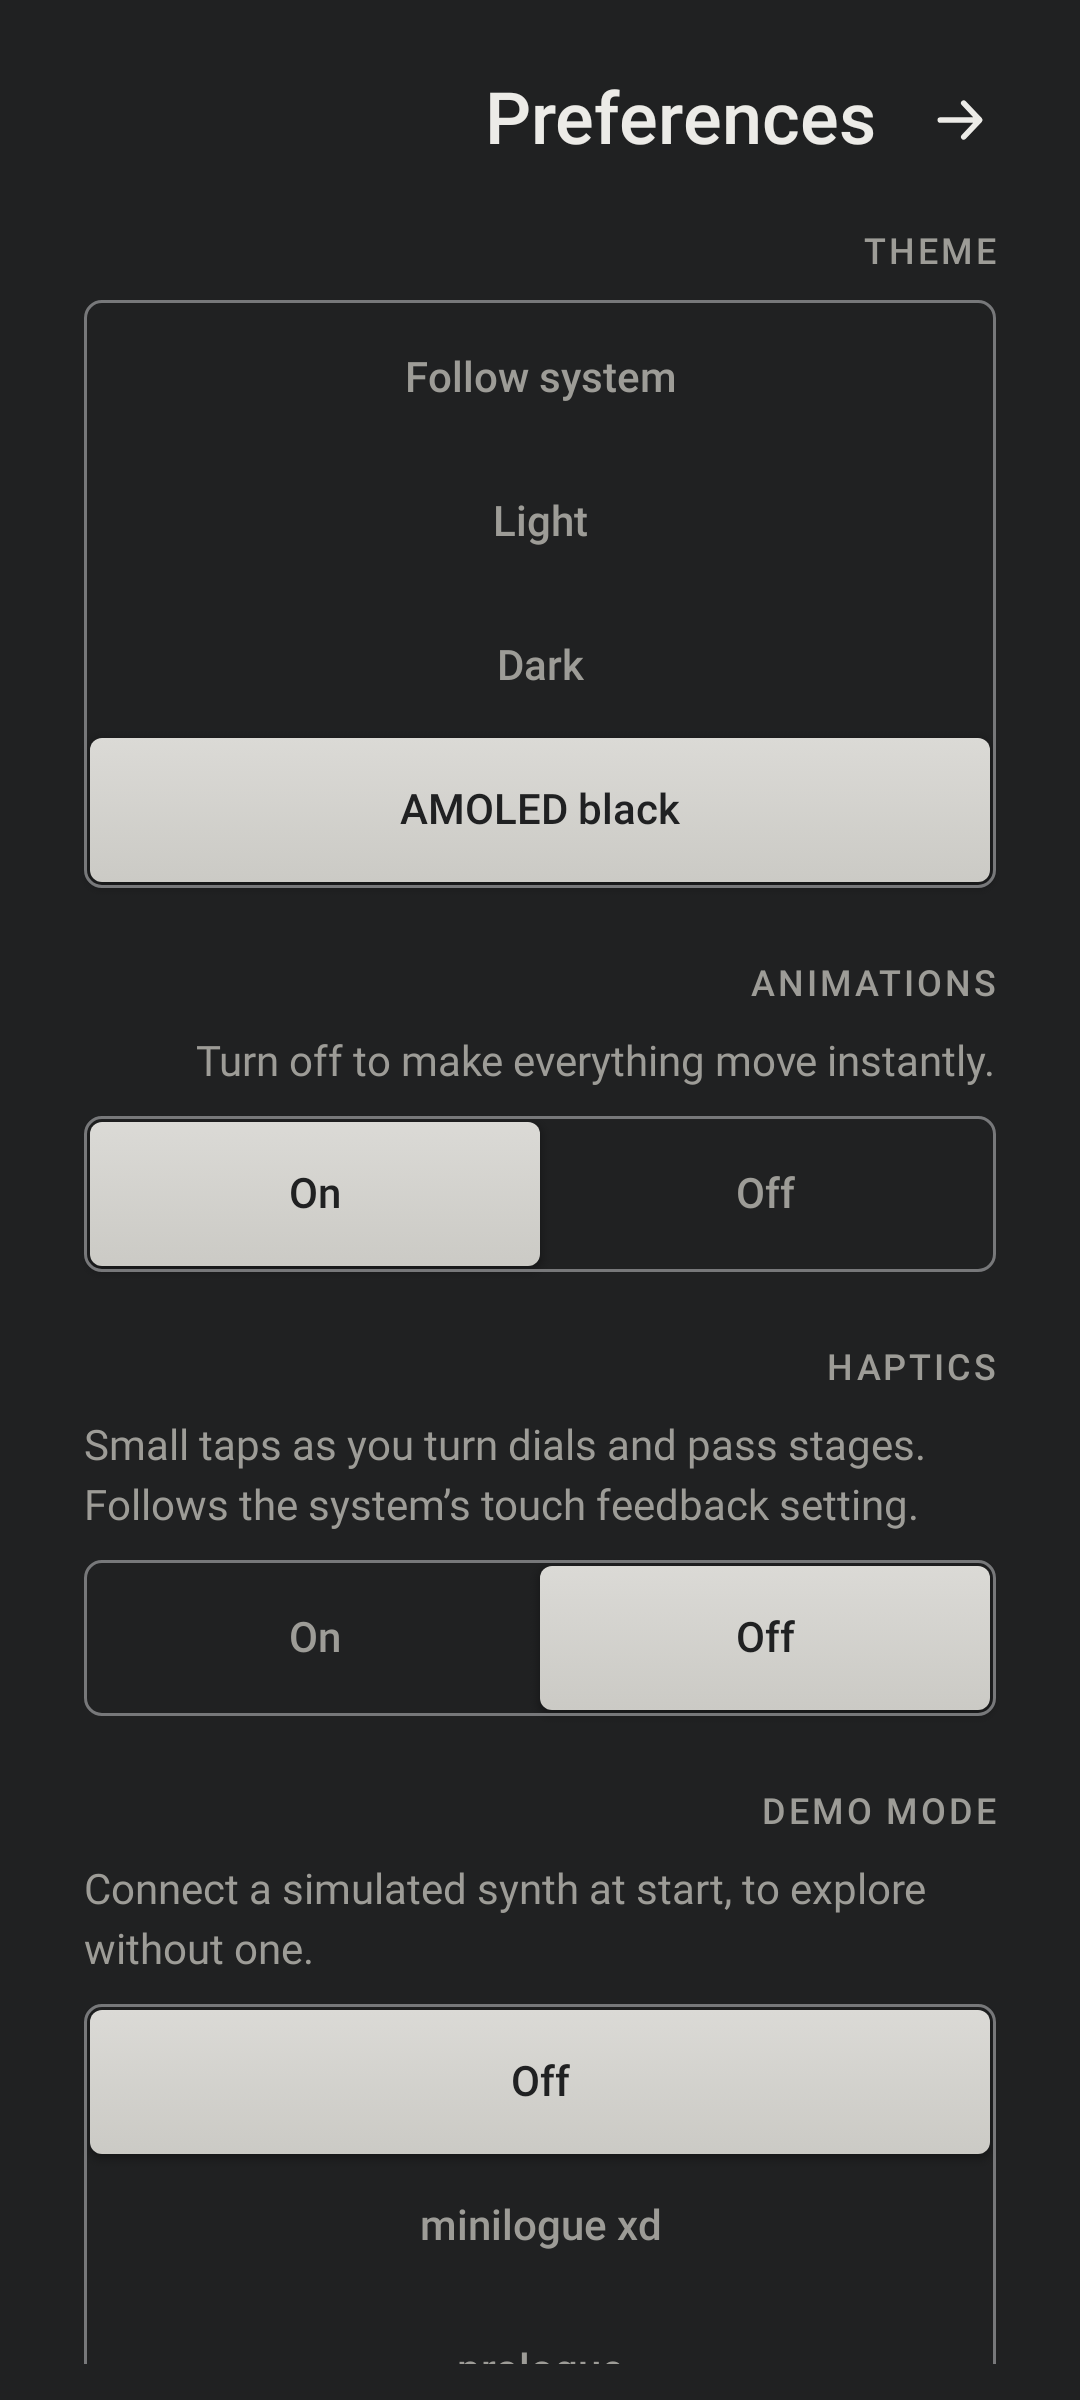 Preferences →
THEME
Follow system
Light
Dark
AMOLED black
ANIMATIONS
Turn off to make everything move instantly.
On
Off
HAPTICS
Small taps as you turn dials and pass stages.
Follows the system’s touch feedback setting.
On
Off
DEMO MODE
Connect a simulated synth at start, to explore
without one.
Off
minilogue xd